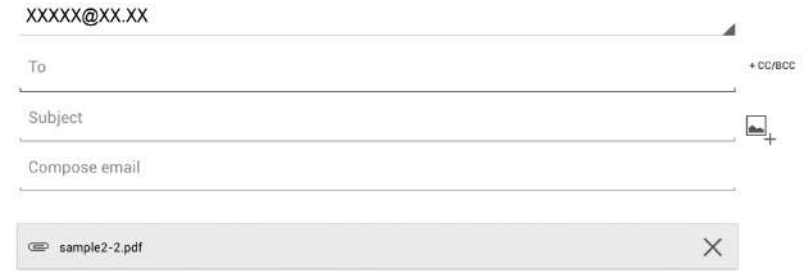 XXXXX@XX.XX
To
+ CC/BCC
Subject
Compose email
sample2-2.pdf